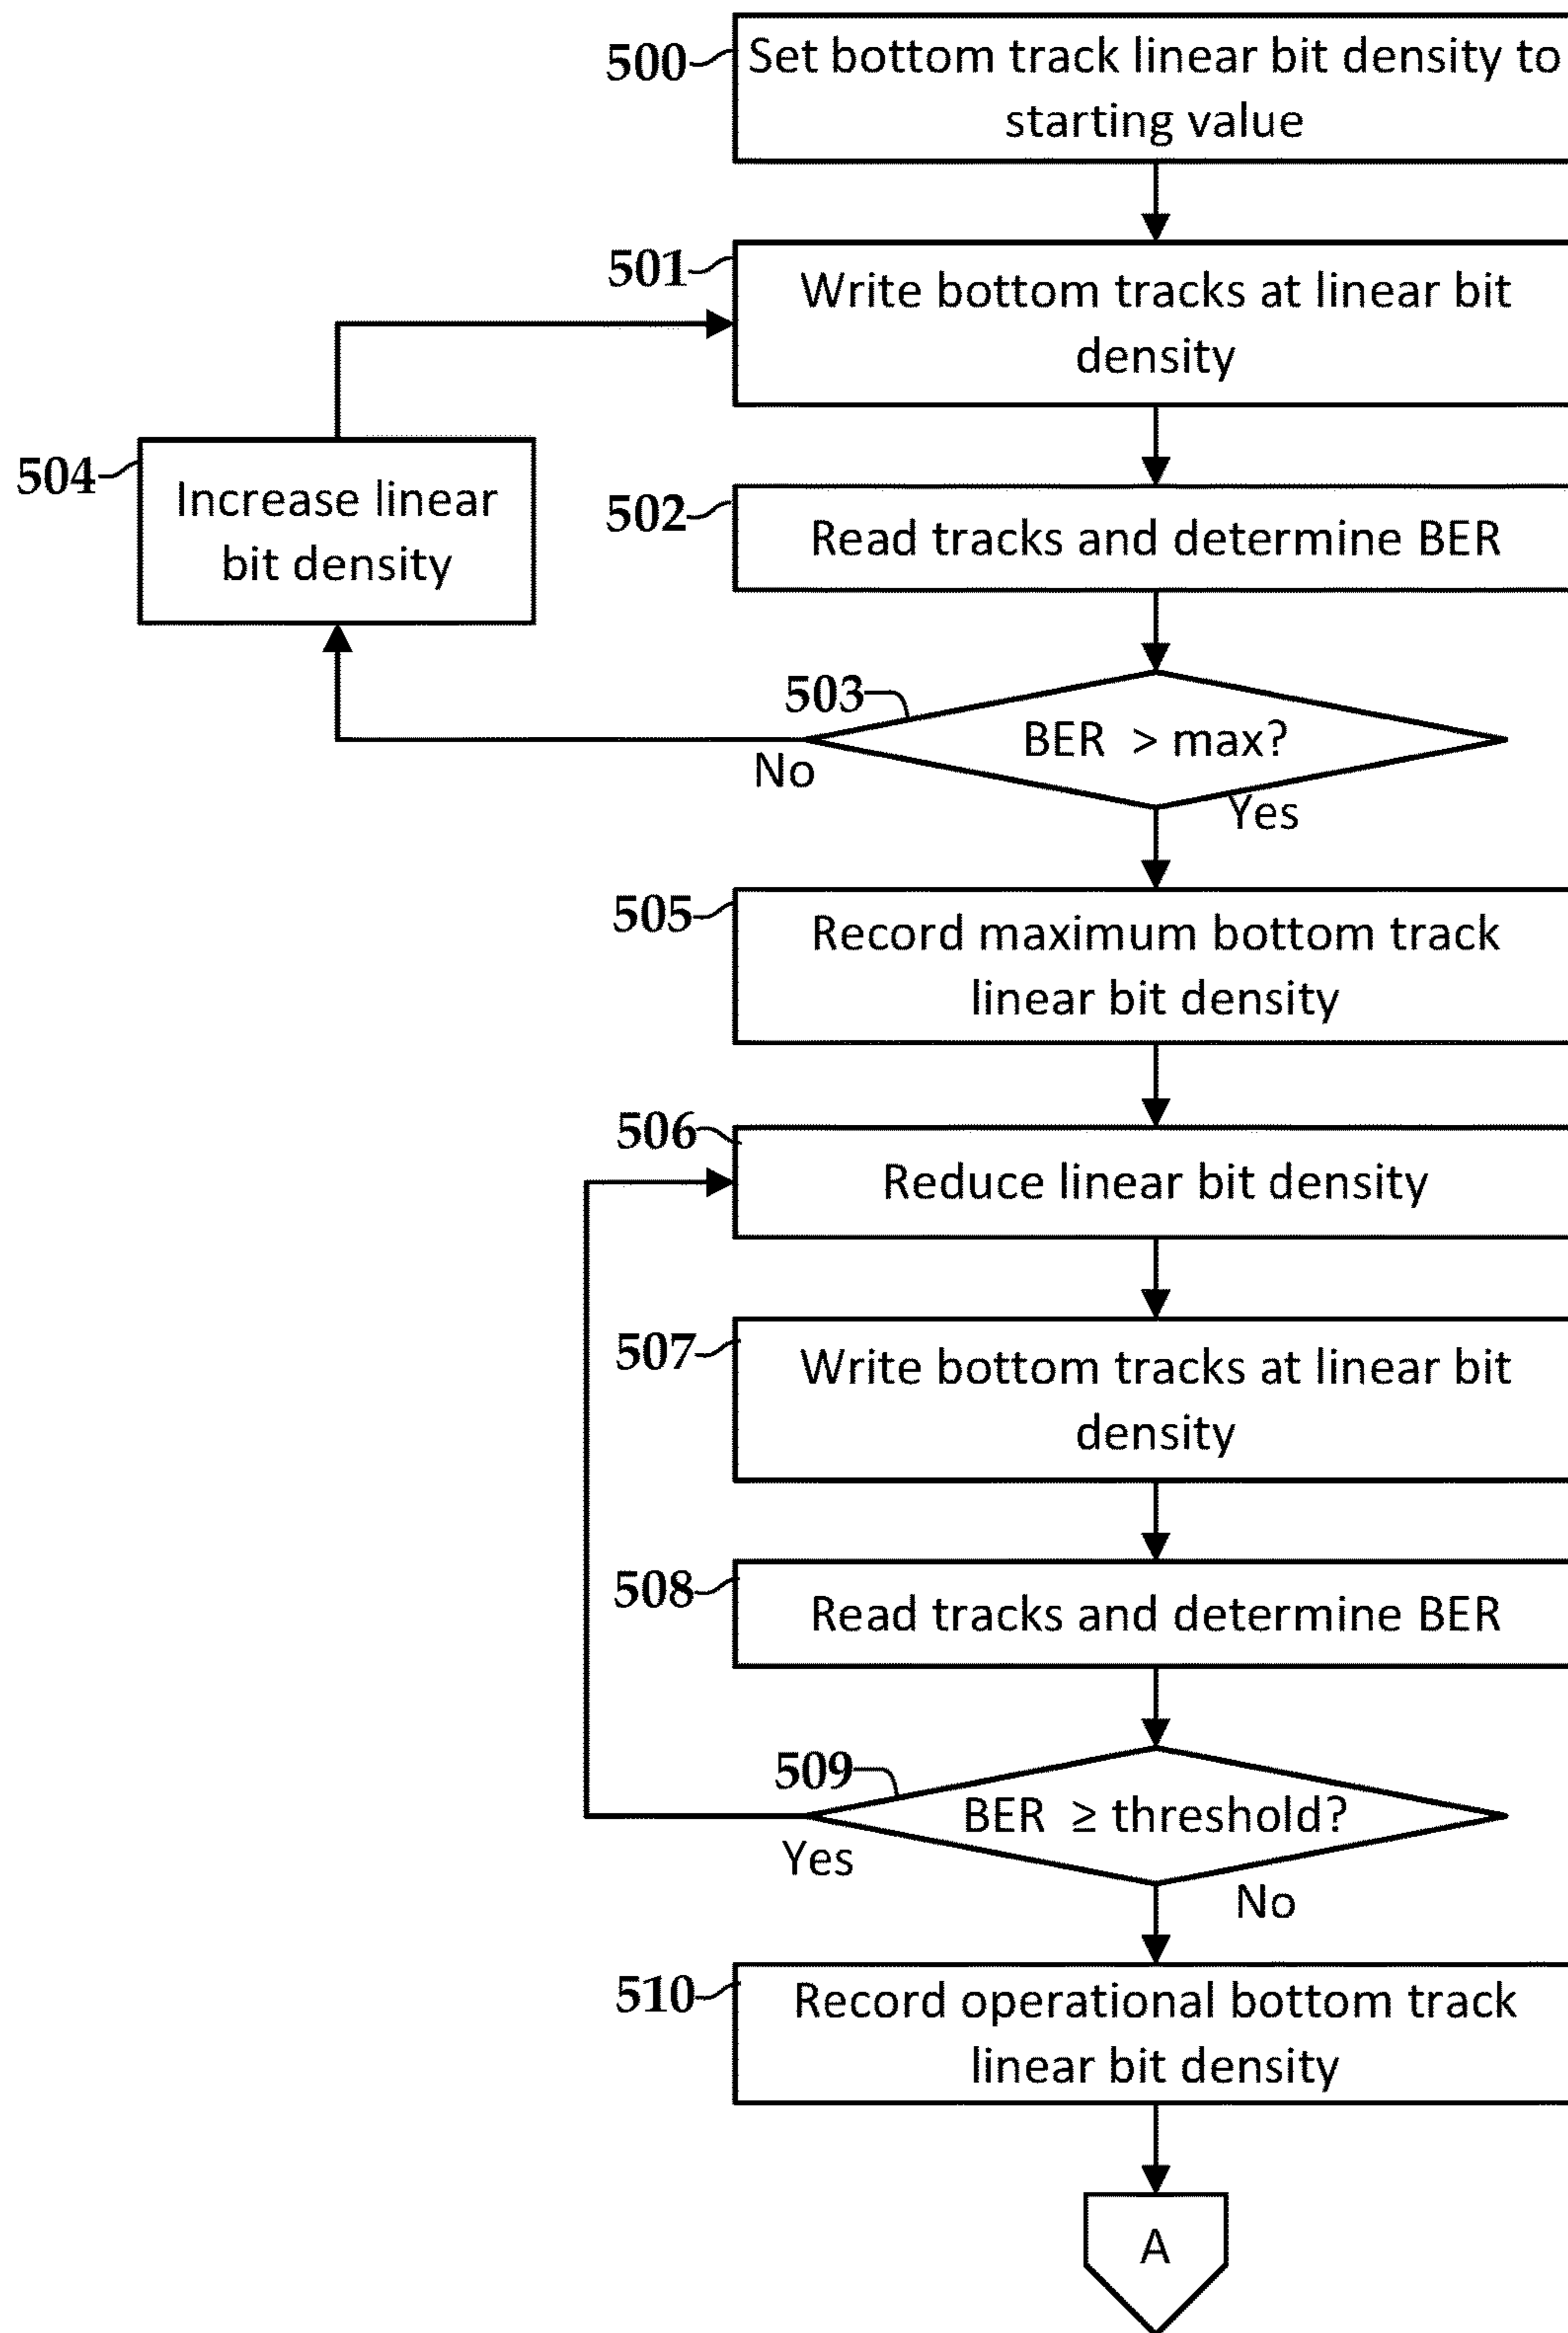 500
Set bottom track linear bit density to
starting value
501
Write bottom tracks at linear bit
density
504
Increase linear
bit density
502
Read tracks and determine BER
503
BER > max?
No
Yes
505
Record maximum bottom track
linear bit density
506
Reduce linear bit density
507
Write bottom tracks at linear bit
density
508
Read tracks and determine BER
509
BER ≥ threshold?
Yes
No
510
Record operational bottom track
linear bit density
A